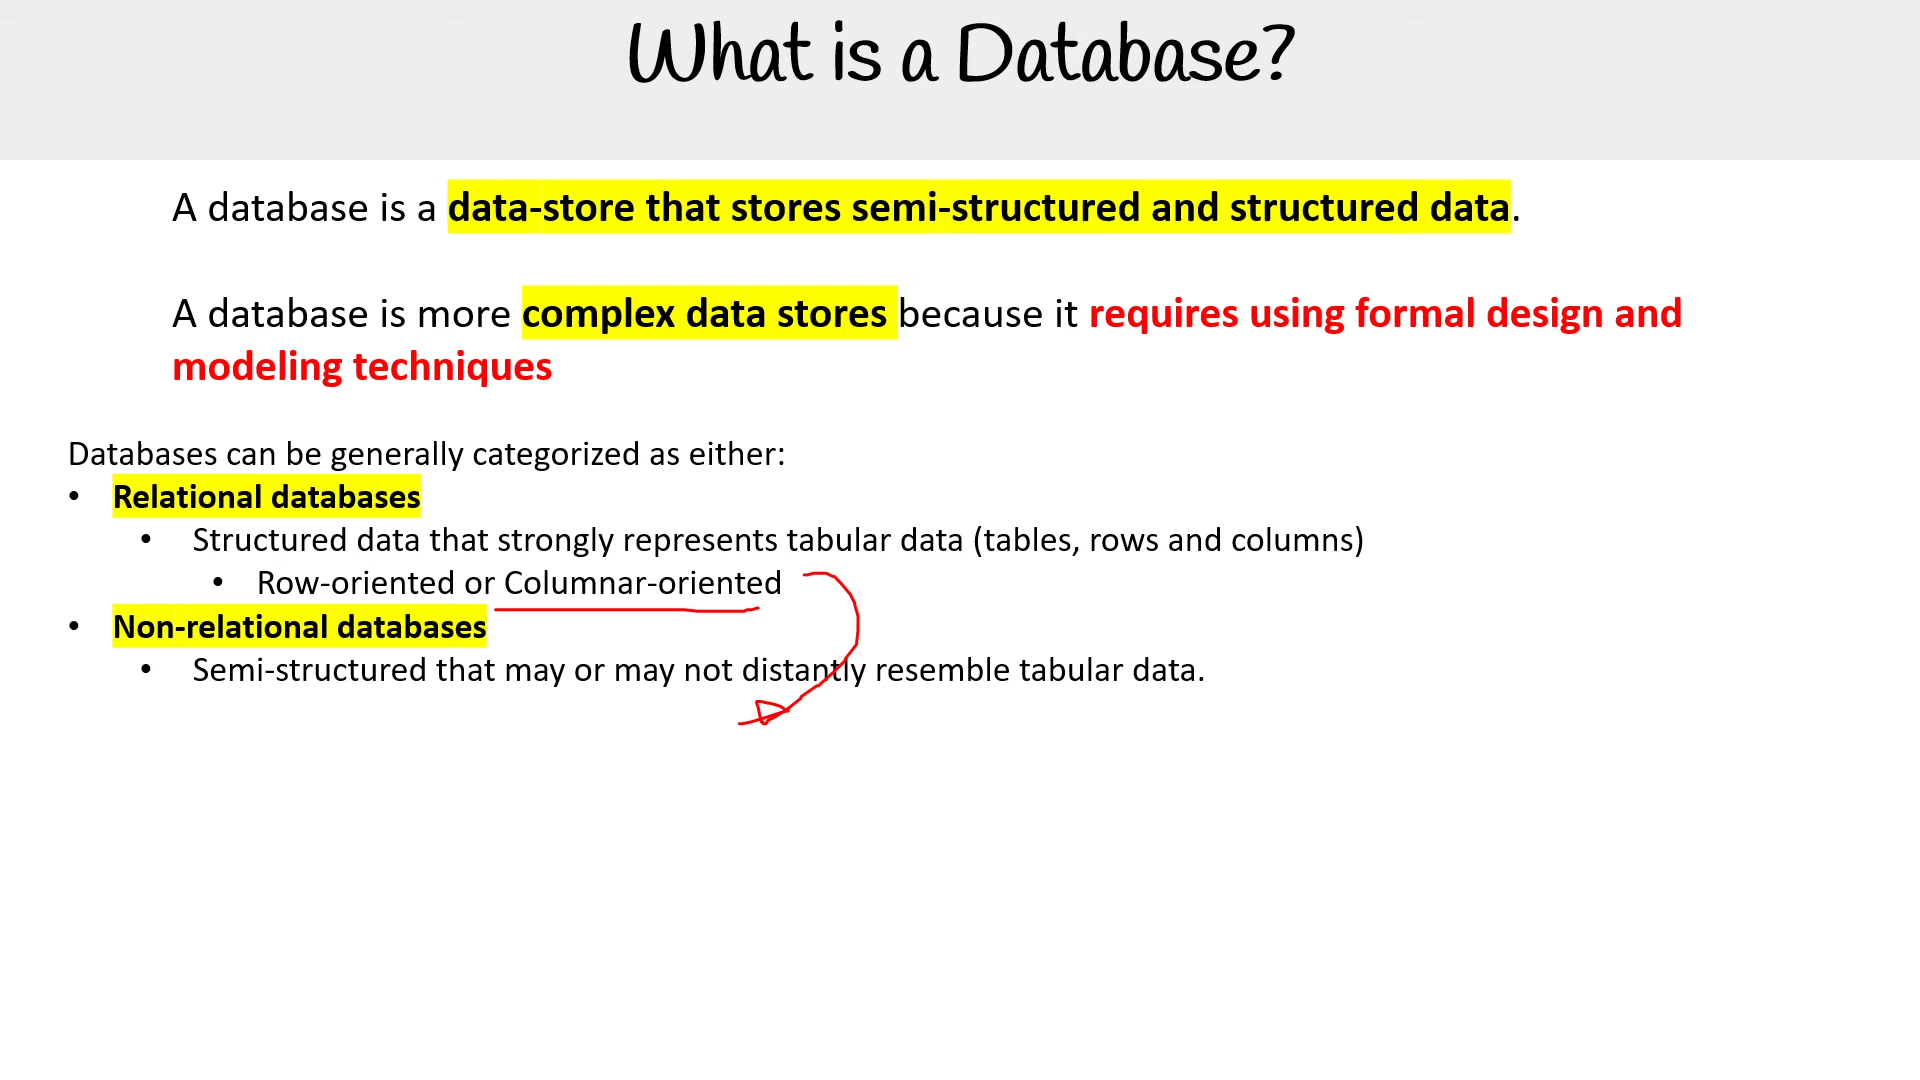 What is a Database?
A database is a data-store that stores semi-structured and structured data.
A database is more complex data stores because it requires using formal design and
modeling techniques
Databases can be generally categorized as either:
• Relational databases
• Structured data that strongly represents tabular data (tables, rows and columns)
• Row-oriented or Columnar-oriented
• Non-relational databases
• Semi-structured that may or may not distantly resemble tabular data.